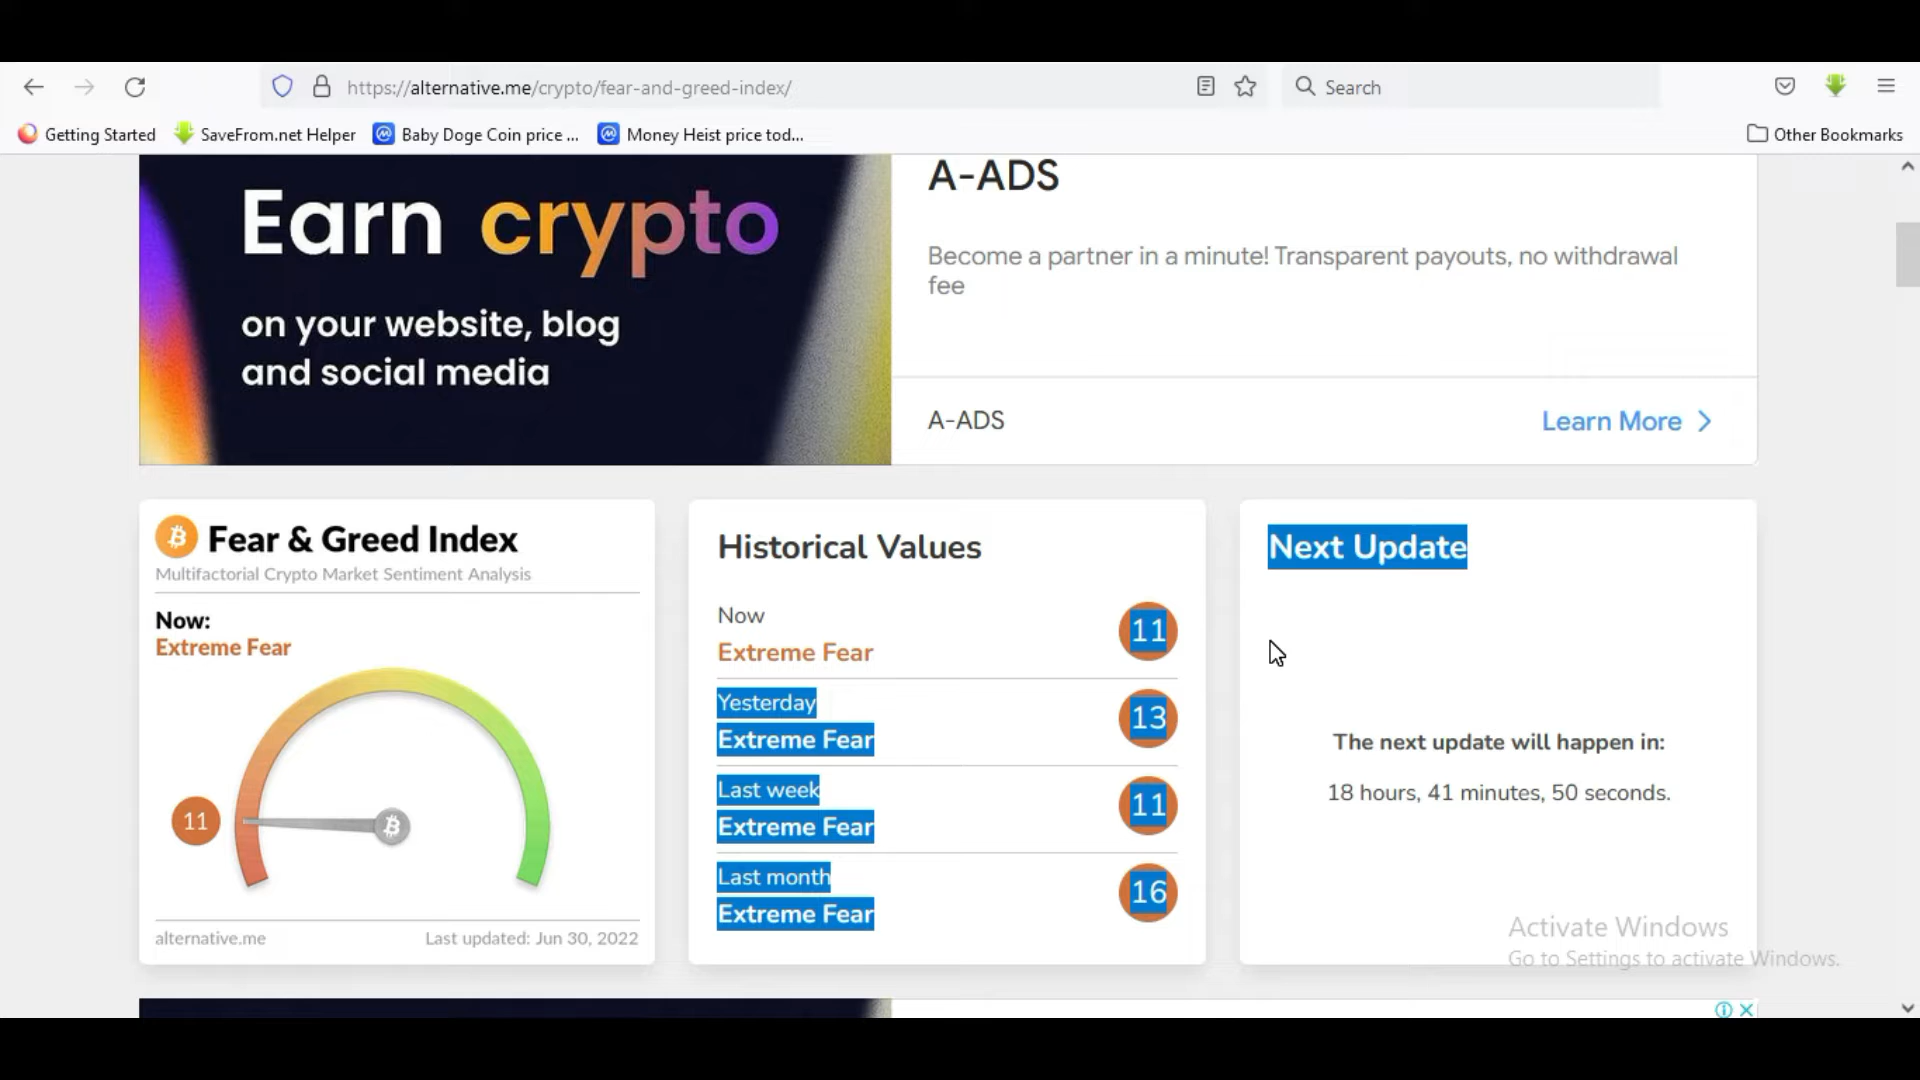 https://alternative.me/crypto/fear-and-greed-index/
Search
Getting Started
SaveFrom.net Helper
Baby Doge Coin price ...
Money Heist price tod...
Other Bookmarks
Earn crypto
on your website, blog
and social media
A-ADS
Become a partner in a minute! Transparent payouts, no withdrawal
fee
A-ADS
Learn More
Fear & Greed Index
Multifactorial Crypto Market Sentiment Analysis
Now:
Extreme Fear
11
alternative.me
Last updated: Jun 30, 2022
Historical Values
Now
Extreme Fear
11
Yesterday
Extreme Fear
13
Last week
Extreme Fear
11
Last month
Extreme Fear
16
Next Update
The next update will happen in:
18 hours, 41 minutes, 50 seconds.
Activate Windows
Go to Settings to activate Windows.